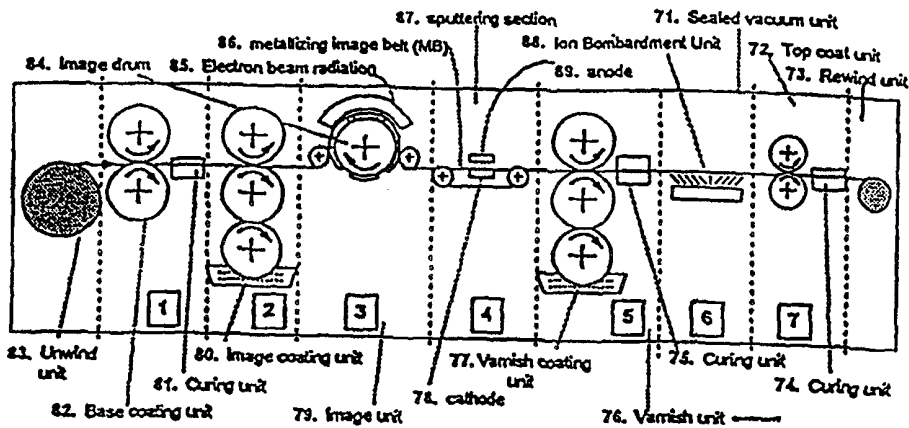 87. sputtering section
71. Sealed vacuum unit
86. metallizing image belt (MB)
88. Ion Bombardment Unit
72. Top coat unit
84. Image drum
85. Electron beam radiation
89. anode
73. Rewind unit
1
2
3
4
5
6
7
83. Unwind
unit
80. Image coating unit
77. Varnish coating
unit
75. Curing unit
81. Curing unit
78. cathode
74. Curing unit
82. Base coating unit
79. Image unit
76. Varnish unit